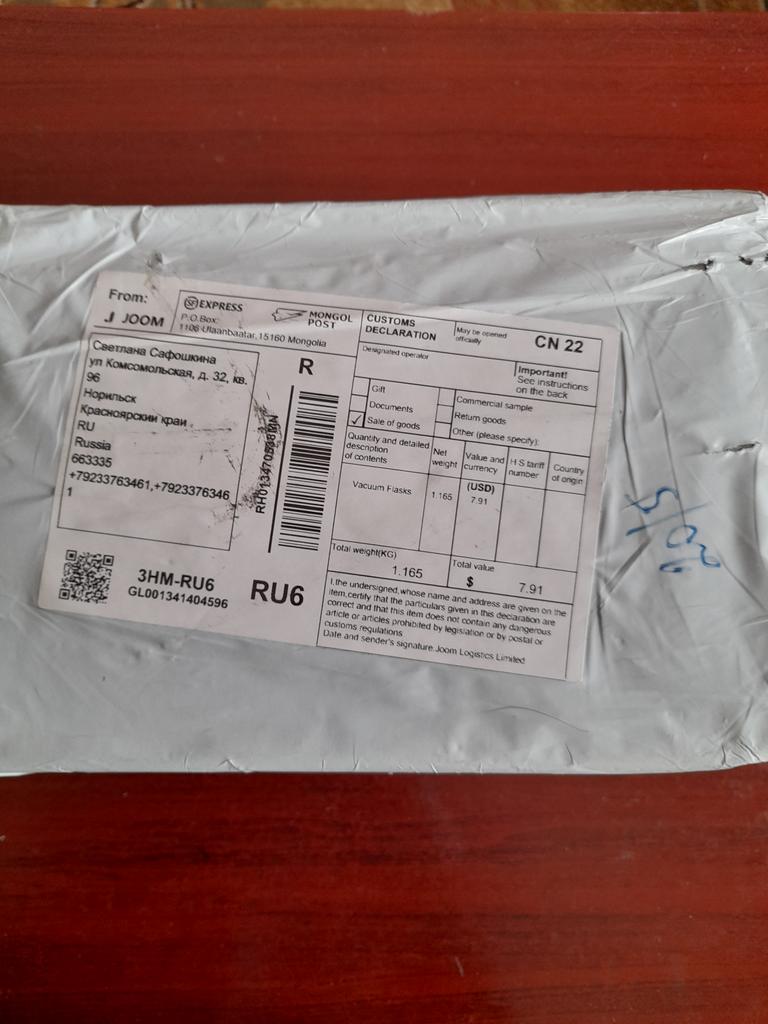 From:
JOOM
SF EXPRESS
P.O.Box:
1106 Ulaanbaatar,15160 Mongolia
MONGOL
POST
Светлана Сафошкина
ул Комсомольская, д. 32, кв.
96
Норильск
Красноярский край
RU
Russia
663335
+79233763461,+7923376346
1
R
3HM-RU6
GL001341404596
RU6
CUSTOMS
DECLARATION
May be opened
officially
CN 22
Designated operator
Important!
See instructions
on the back
Gift
Documents
✓ Sale of goods
Commercial sample
Return goods
Other (please specify):
Quantity and detailed
description
of contents
Net
weight
Value and
currency
H S tariff
number
Country
of origin
(USD)
Vacuum Flasks
1.165
7.91
Total weight(KG)
1.165
Total value
$ 7.91
I,the undersigned,whose name and address are given on the
item,certify that the particulars given in this declaration are
correct and that this item does not contain any dangerous
article or articles prohibited by legislation or by postal or
customs regulations
Date and sender's signature.Joom Logistics Limited